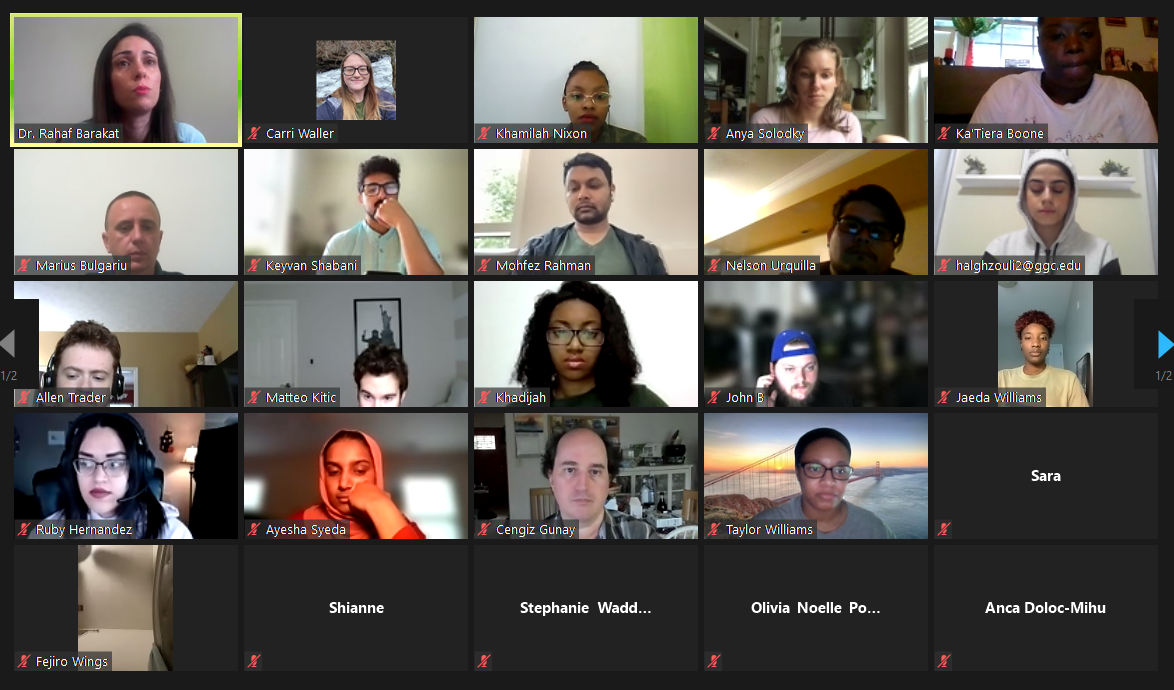 Dr. Rahaf Barakat
Carri Waller
Khamilah Nixon
Anya Solodky
Ka'Tiera Boone
Marius Bulgariu
Keyvan Shabani
Mohfez Rahman
Nelson Urquilla
halghzouli2@ggc.edu
1/2
Allen Trader
Matteo Kitic
Khadijah
John B
Jaeda Williams
1/2
Ruby Hernandez
Ayesha Syeda
Cengiz Gunay
Taylor Williams
Sara
Fejiro Wings
Shianne
Stephanie Wadd...
Olivia Noelle Po...
Anca Doloc-Mihu